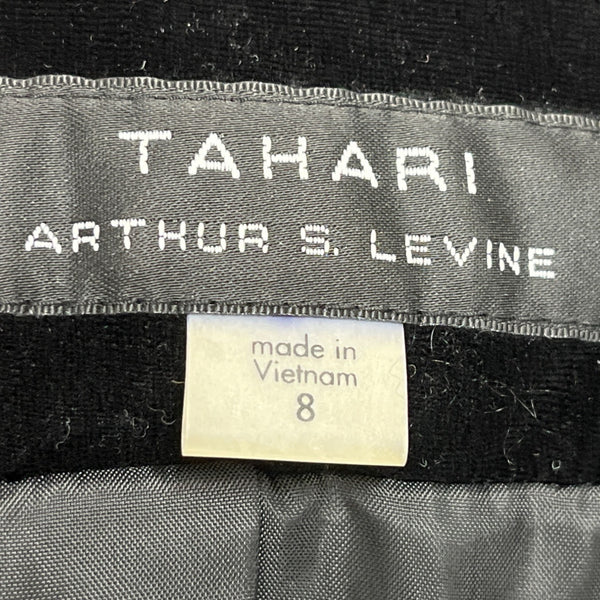 TAHARI
ARTHUR S. LEVINE
made in
Vietnam
8